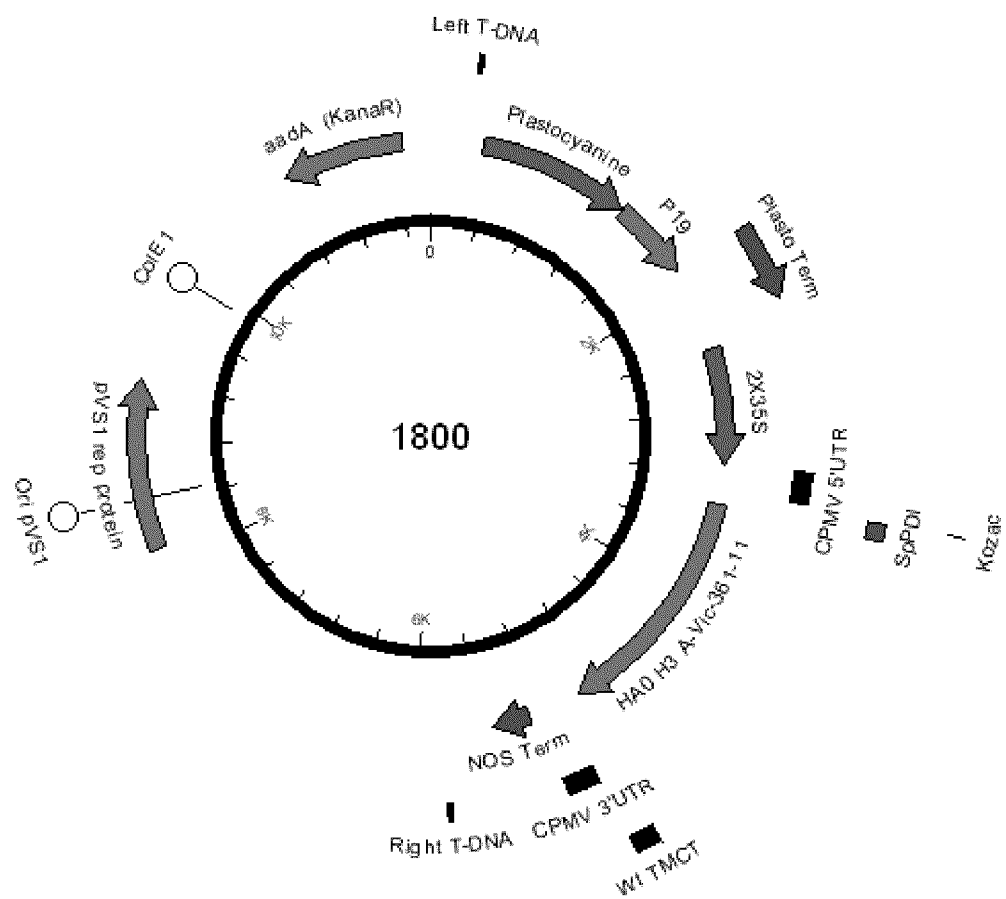 Left T-DNA
aadA (KanaR)
Plastocyanine
P19
Plasto Term
ColE1
0
10K
2K
2X35S
1800
pVS1 rep protein
Ori pVS1
8K
4K
CPMV 5'UTR
SpPDI
Kozac
6K
HA0 H3 A-Vic-361-11
NOS Term
CPMV 3'UTR
Right T-DNA
Wt TMCT